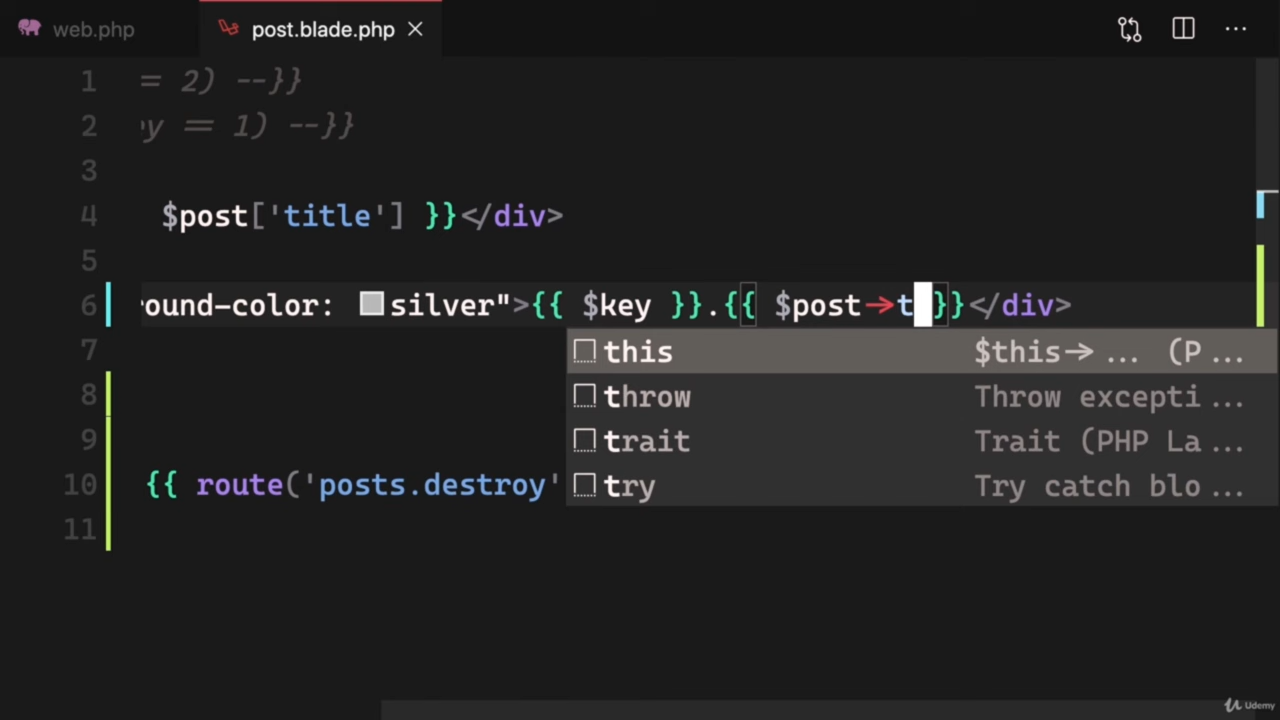 web.php
post.blade.php
1 = 2) --}}
2 ey == 1) --}}
3
4 $post['title'] }}</div>
5
6 round-color: silver">{{ $key }}.{{ $post->t }}</div>
7 this $this-> ... (P ...
8 throw Throw excepti ...
9 trait Trait (PHP La ...
10 {{ route('posts.destroy' try Try catch blo ...
11
Udemy